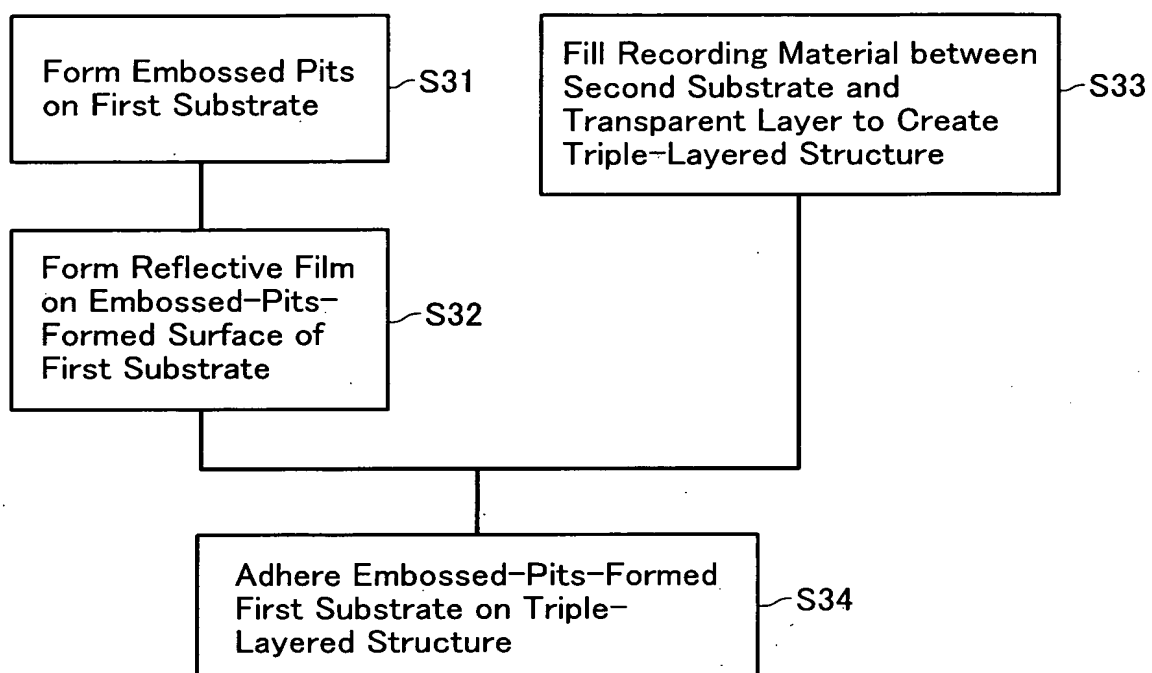 Form Embossed Pits
on First Substrate
S31
Fill Recording Material between
Second Substrate and
Transparent Layer to Create
Triple-Layered Structure
S33
Form Reflective Film
on Embossed-Pits-
Formed Surface of
First Substrate
S32
Adhere Embossed-Pits-Formed
First Substrate on Triple-
Layered Structure
S34